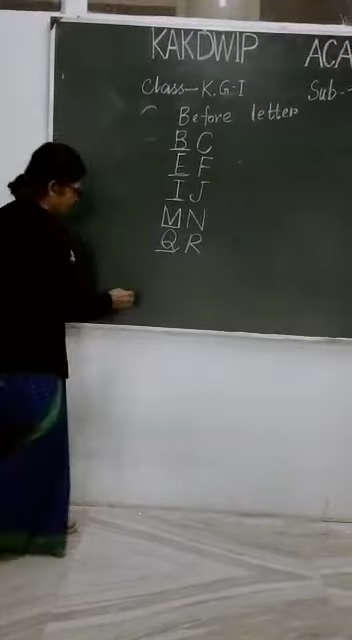 KAKDWIP ACA
Class - K.G-I Sub-
Before letter
B C
E F
I J
M N
Q R